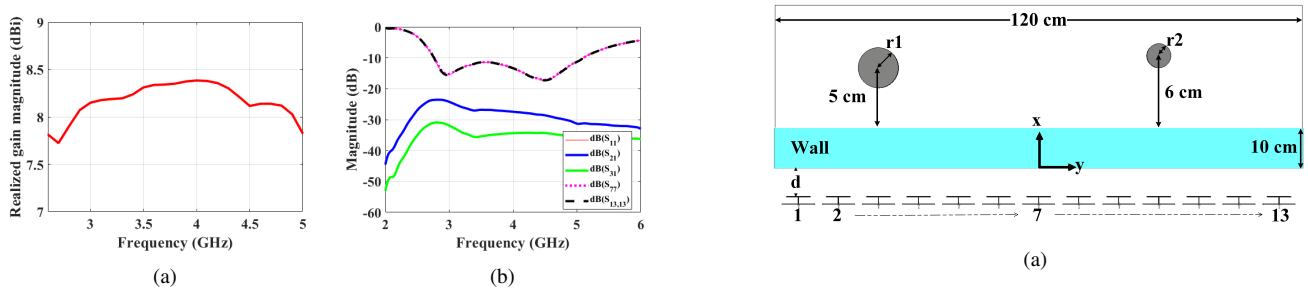 9
8.5
8
7.5
7
3
3.5
4
4.5
5
Realized gain magnitude (dBi)
Frequency (GHz)
(a)
0
-10
-20
-30
-40
-50
-60
2
3
4
5
6
Magnitude (dB)
Frequency (GHz)
dB(S11)
dB(S21)
dB(S31)
dB(S77)
dB(S13,13)
(b)
120 cm
r1
r2
5 cm
6 cm
x
Wall
y
10 cm
d
1 2 7 13
(a)